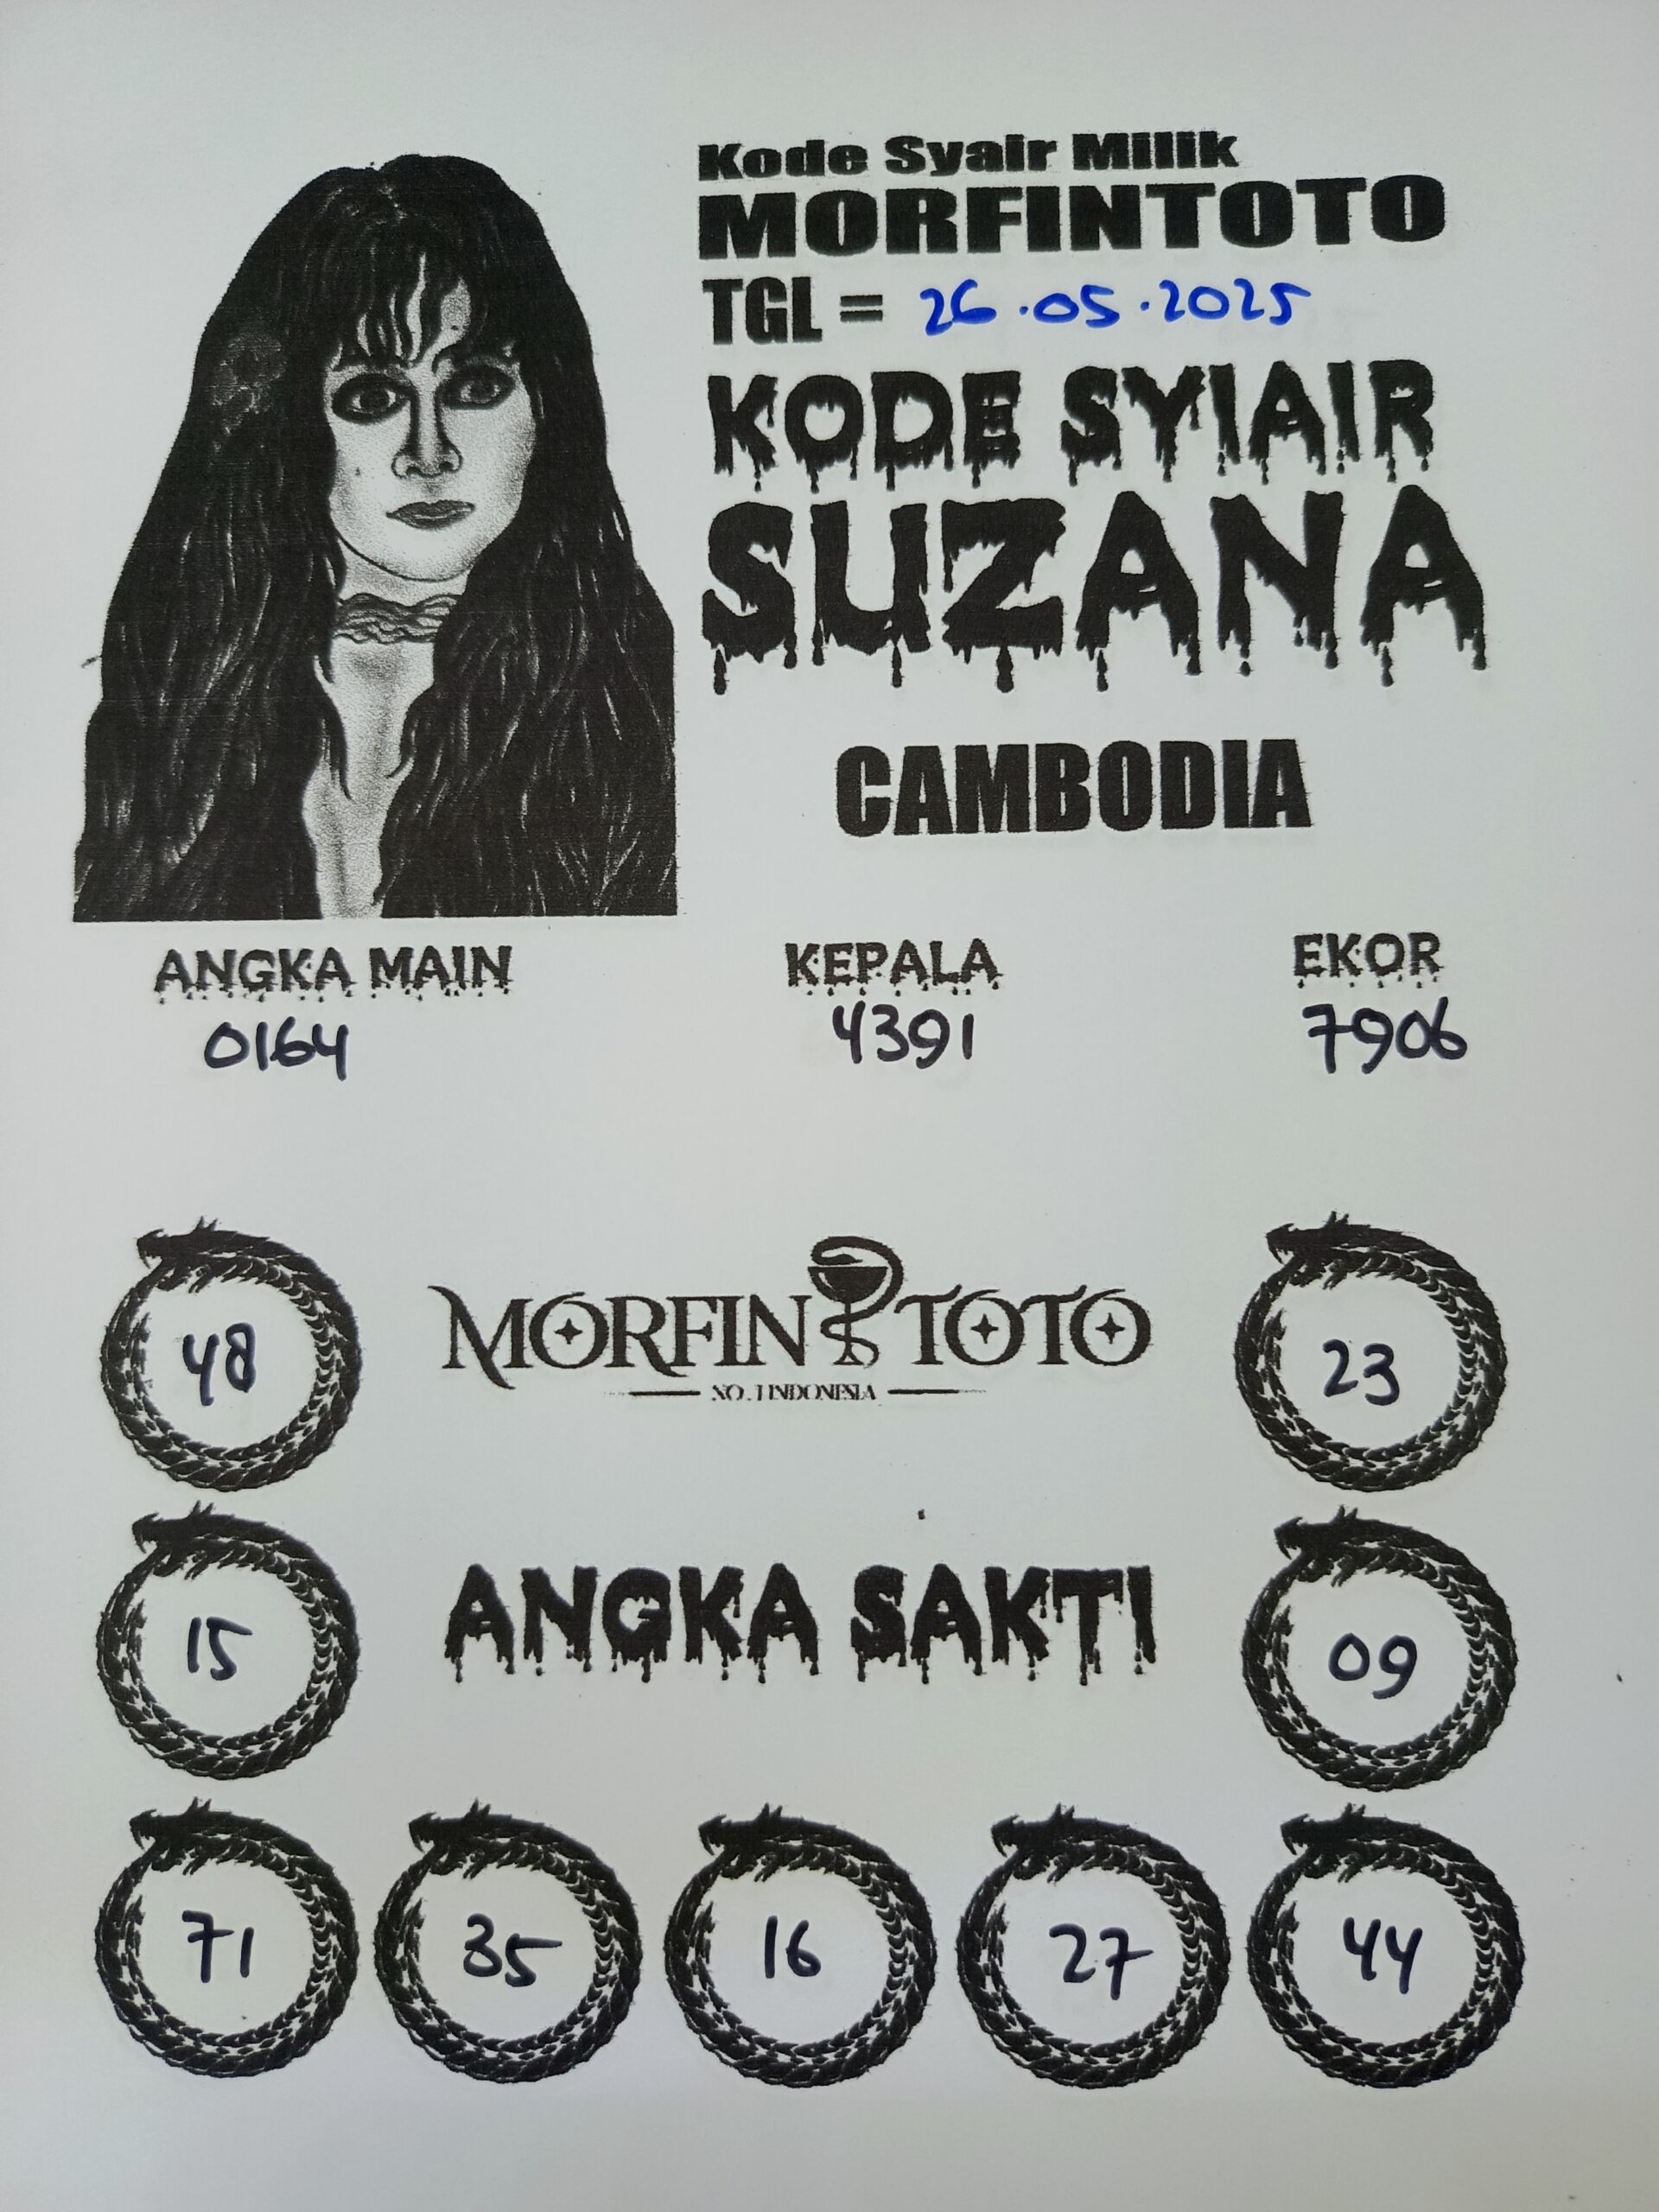 Kode Syair Milik
MORFINTOTO
TGL = 26.05.2025
KODE SYIAIR
SUZANA
CAMBODIA
ANGKA MAIN KEPALA EKOR
0164 4391 7906
48 MORFIN TOTO 23
NO.1 INDONESIA
15 ANGKA SAKTI 09
71 35 16 27 44